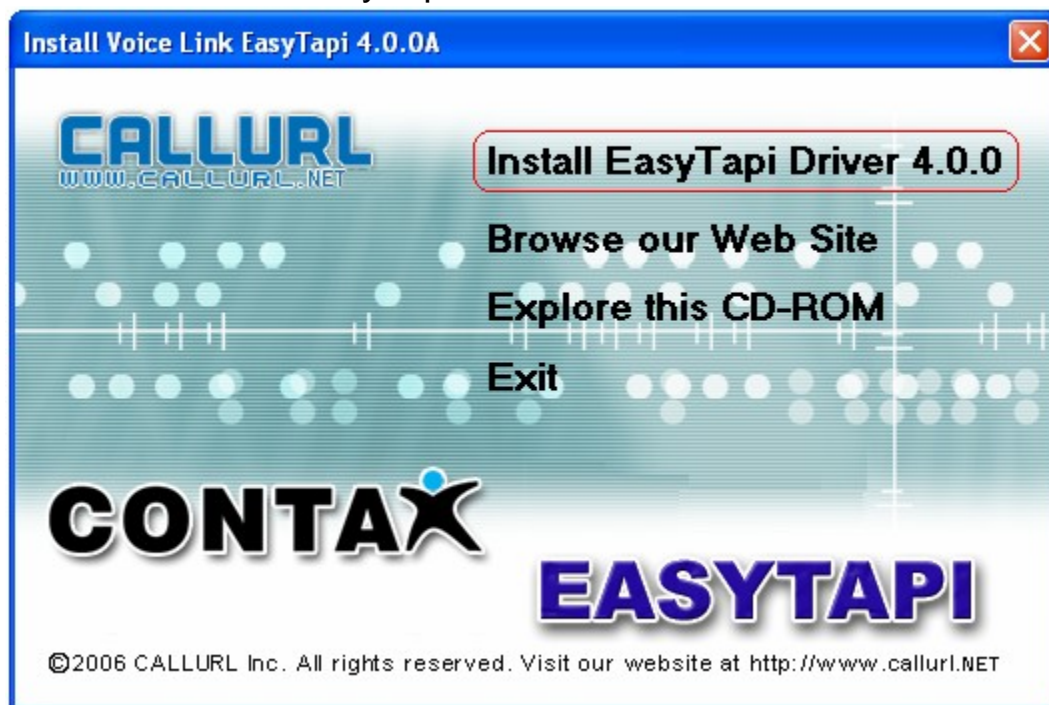 Install Voice Link EasyTapi 4.0.0A
CALLURL
WWW.CALLURL.NET
Install EasyTapi Driver 4.0.0
Browse our Web Site
Explore this CD-ROM
Exit
CONTAX
EASYTAPI
©2006 CALLURL Inc. All rights reserved. Visit our website at http://www.callurl.NET